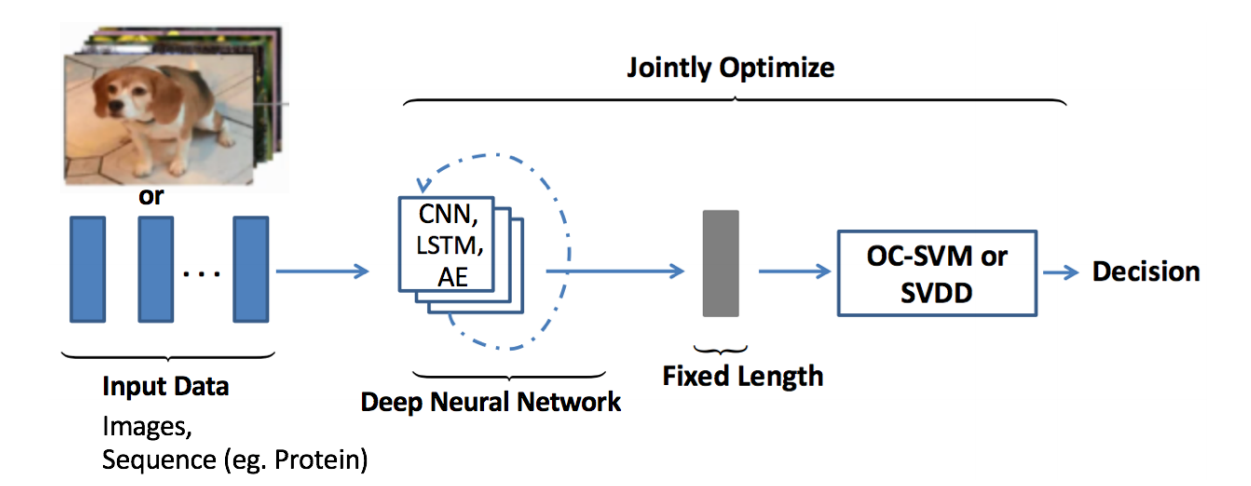 Jointly Optimize
or
CNN,
LSTM,
AE
. . .
OC-SVM or
SVDD
Decision
Fixed Length
Input Data
Deep Neural Network
Images,
Sequence (eg. Protein)